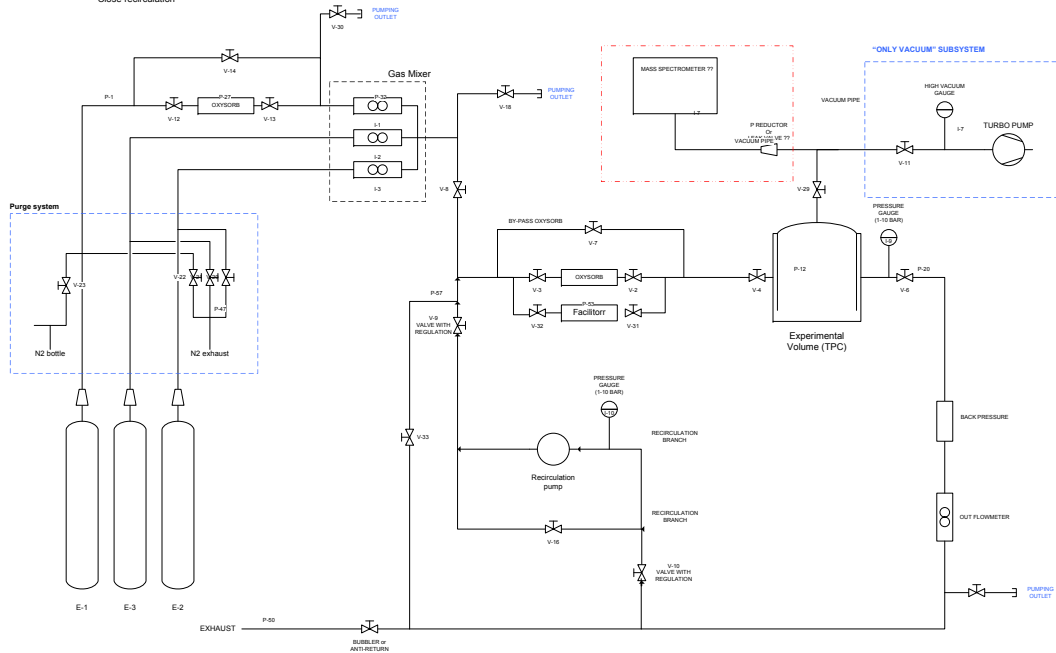 Close recirculation
V-30
PUMPING
OUTLET
V-14
"ONLY VACUUM" SUBSYSTEM
Gas Mixer
MASS SPECTROMETER ??
P-1
P-27
OXYSORB
V-12
V-13
P-32
I-1
I-2
I-3
V-18
PUMPING
OUTLET
I-7
VACUUM PIPE
HIGH VACUUM
GAUGE
I-7
TURBO PUMP
P REDUCTOR
Or
LEAK VALVE ??
VACUUM PIPE
V-11
V-8
V-29
Purge system
PRESSURE
GAUGE
(1-10 BAR)
I-9
BY-PASS OXYSORB
V-7
V-23
V-22
P-47
N2 bottle
N2 exhaust
P-57
V-9
VALVE WITH
REGULATION
V-3
OXYSORB
V-2
V-4
P-12
V-6
P-20
P-53
Facilitorr
V-32
V-31
Experimental
Volume (TPC)
PRESSURE
GAUGE
(1-10 BAR)
I-10
BACK PRESSURE
V-33
RECIRCULATION
BRANCH
Recirculation
pump
RECIRCULATION
BRANCH
OUT FLOWMETER
V-16
V-10
VALVE WITH
REGULATION
E-1
E-3
E-2
PUMPING
OUTLET
P-50
EXHAUST
BUBBLER or
ANTI-RETURN